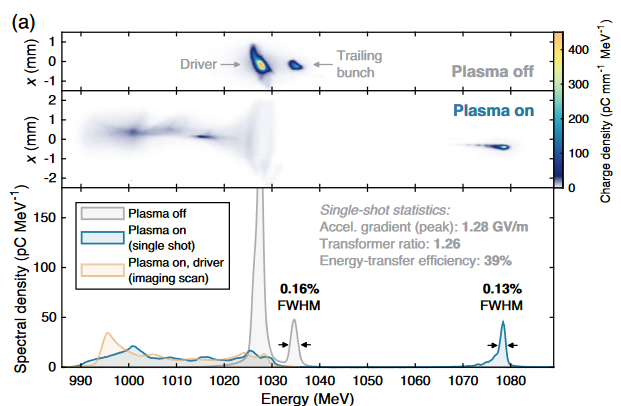 (a)
x (mm)
1
0
-1
Driver
Trailing
bunch
Plasma off
x (mm)
2
1
0
-1
-2
Plasma on
Charge density (pC mm⁻¹ MeV⁻¹)
400
300
200
100
0
Spectral density (pC MeV⁻¹)
150
100
50
0
Plasma off
Plasma on
(single shot)
Plasma on, driver
(imaging scan)
Single-shot statistics:
Accel. gradient (peak): 1.28 GV/m
Transformer ratio: 1.26
Energy-transfer efficiency: 39%
0.16%
FWHM
0.13%
FWHM
990 1000 1010 1020 1030 1040 1050 1060 1070 1080
Energy (MeV)